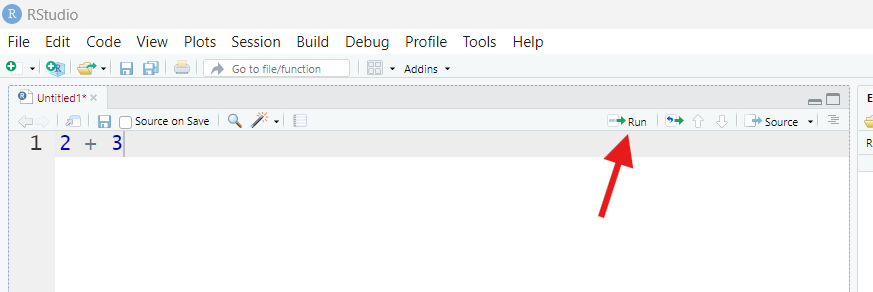 R RStudio
File Edit Code View Plots Session Build Debug Profile Tools Help
R Go to file/function Addins
R Untitled1* E
Source on Save Run Source R
1 2 + 3